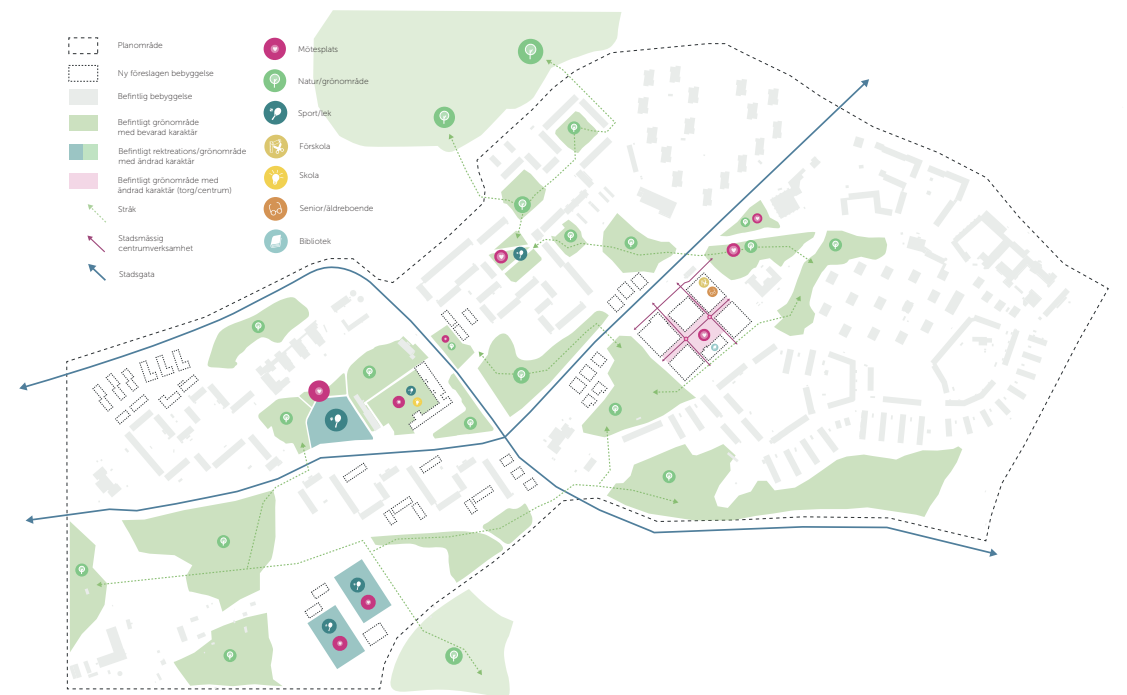 Planområde
Ny föreslagen bebyggelse
Befintlig bebyggelse
Befintligt grönområde
med bevarad karaktär
Befintligt rektreations/grönområde
med ändrad karaktär
Befintligt grönområde med
ändrad karaktär (torg/centrum)
Stråk
Stadsmässig
centrumverksamhet
Stadsgata
Mötesplats
Natur/grönområde
Sport/lek
Förskola
Skola
Senior/äldreboende
Bibliotek